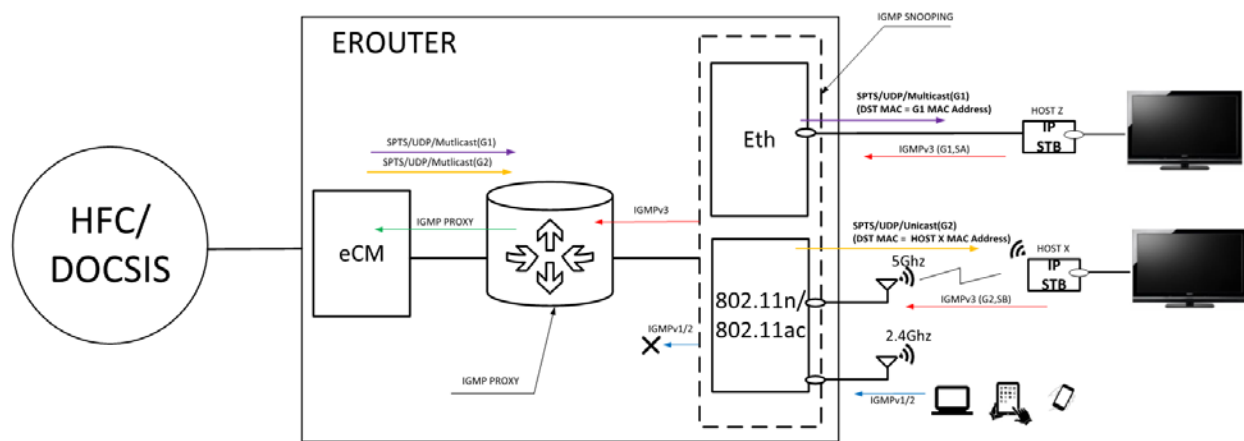 IGMP SNOOPING
EROUTER
SPTS/UDP/Multicast(G1)
(DST MAC = G1 MAC Address)
HOST Z
IP
STB
Eth
IGMPv3 (G1,SA)
SPTS/UDP/Mutlicast(G1)
SPTS/UDP/Mutlicast(G2)
HFC/
DOCSIS
eCM
IGMP PROXY
IGMPv3
SPTS/UDP/Unicast(G2)
(DST MAC = HOST X MAC Address)
HOST X
IP
STB
5Ghz
802.11n/
802.11ac
IGMPv3 (G2,SB)
IGMPv1/2
2.4Ghz
IGMP PROXY
IGMPv1/2